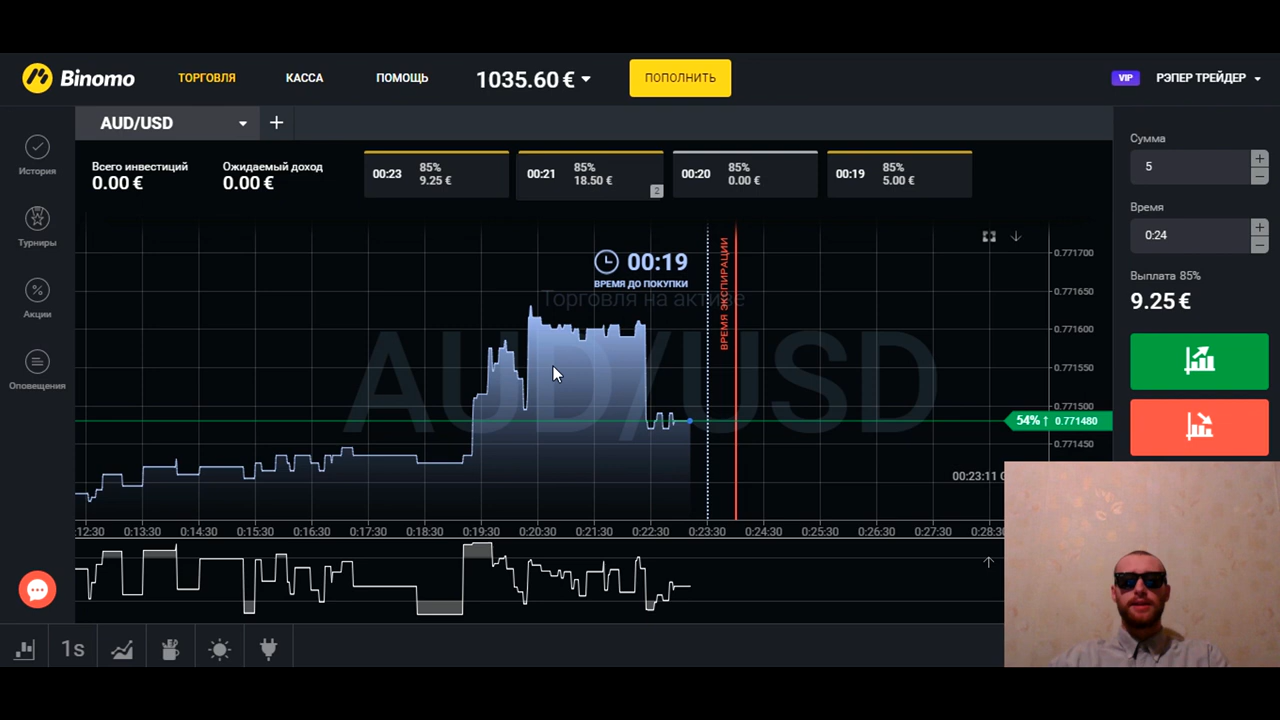 Binomo
ТОРГОВЛЯ
КАССА
ПОМОЩЬ
1035.60 €
ПОПОЛНИТЬ
VIP
РЭПЕР ТРЕЙДЕР
AUD/USD
+
История
Турниры
Акции
Оповещения
Всего инвестиций
0.00 €
Ожидаемый доход
0.00 €
00:23
85%
9.25 €
00:21
85%
18.50 €
2
00:20
85%
0.00 €
00:19
85%
5.00 €
Сумма
5
Время
0:24
Выплата 85%
9.25 €
00:19
ВРЕМЯ ДО ПОКУПКИ
ВРЕМЯ ЭКСПИРАЦИИ
Торговля на активе
AUD/USD
0.771700
0.771650
0.771600
0.771550
0.771500
54% ↑ 0.771480
0.771450
00:23:11
0:12:30 0:13:30 0:14:30 0:15:30 0:16:30 0:17:30 0:18:30 0:19:30 0:20:30 0:21:30 0:22:30 0:23:30 0:24:30 0:25:30 0:26:30 0:27:30 0:28:30
1s